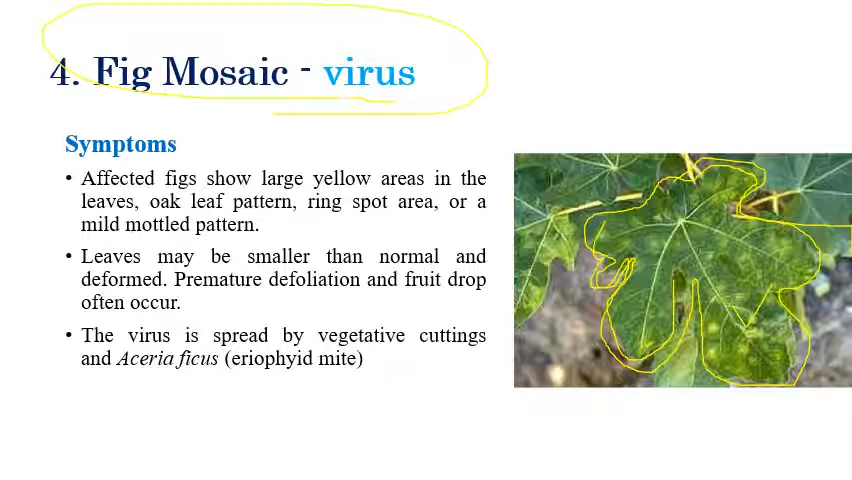 4. Fig Mosaic - virus
Symptoms
• Affected figs show large yellow areas in the
leaves, oak leaf pattern, ring spot area, or a
mild mottled pattern.
• Leaves may be smaller than normal and
deformed. Premature defoliation and fruit drop
often occur.
• The virus is spread by vegetative cuttings
and Aceria ficus (eriophyid mite)